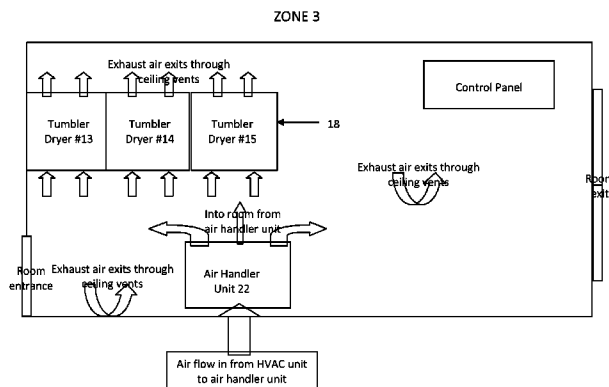 ZONE 3
Exhaust air exits through
ceiling vents
Tumbler
Dryer #13
Tumbler
Dryer #14
Tumbler
Dryer #15
18
Control Panel
Exhaust air exits through
ceiling vents
Room
exit
Into room from
air handler unit
Exhaust air exits through
ceiling vents
Room
entrance
Air Handler
Unit 22
Air flow in from HVAC unit
to air handler unit